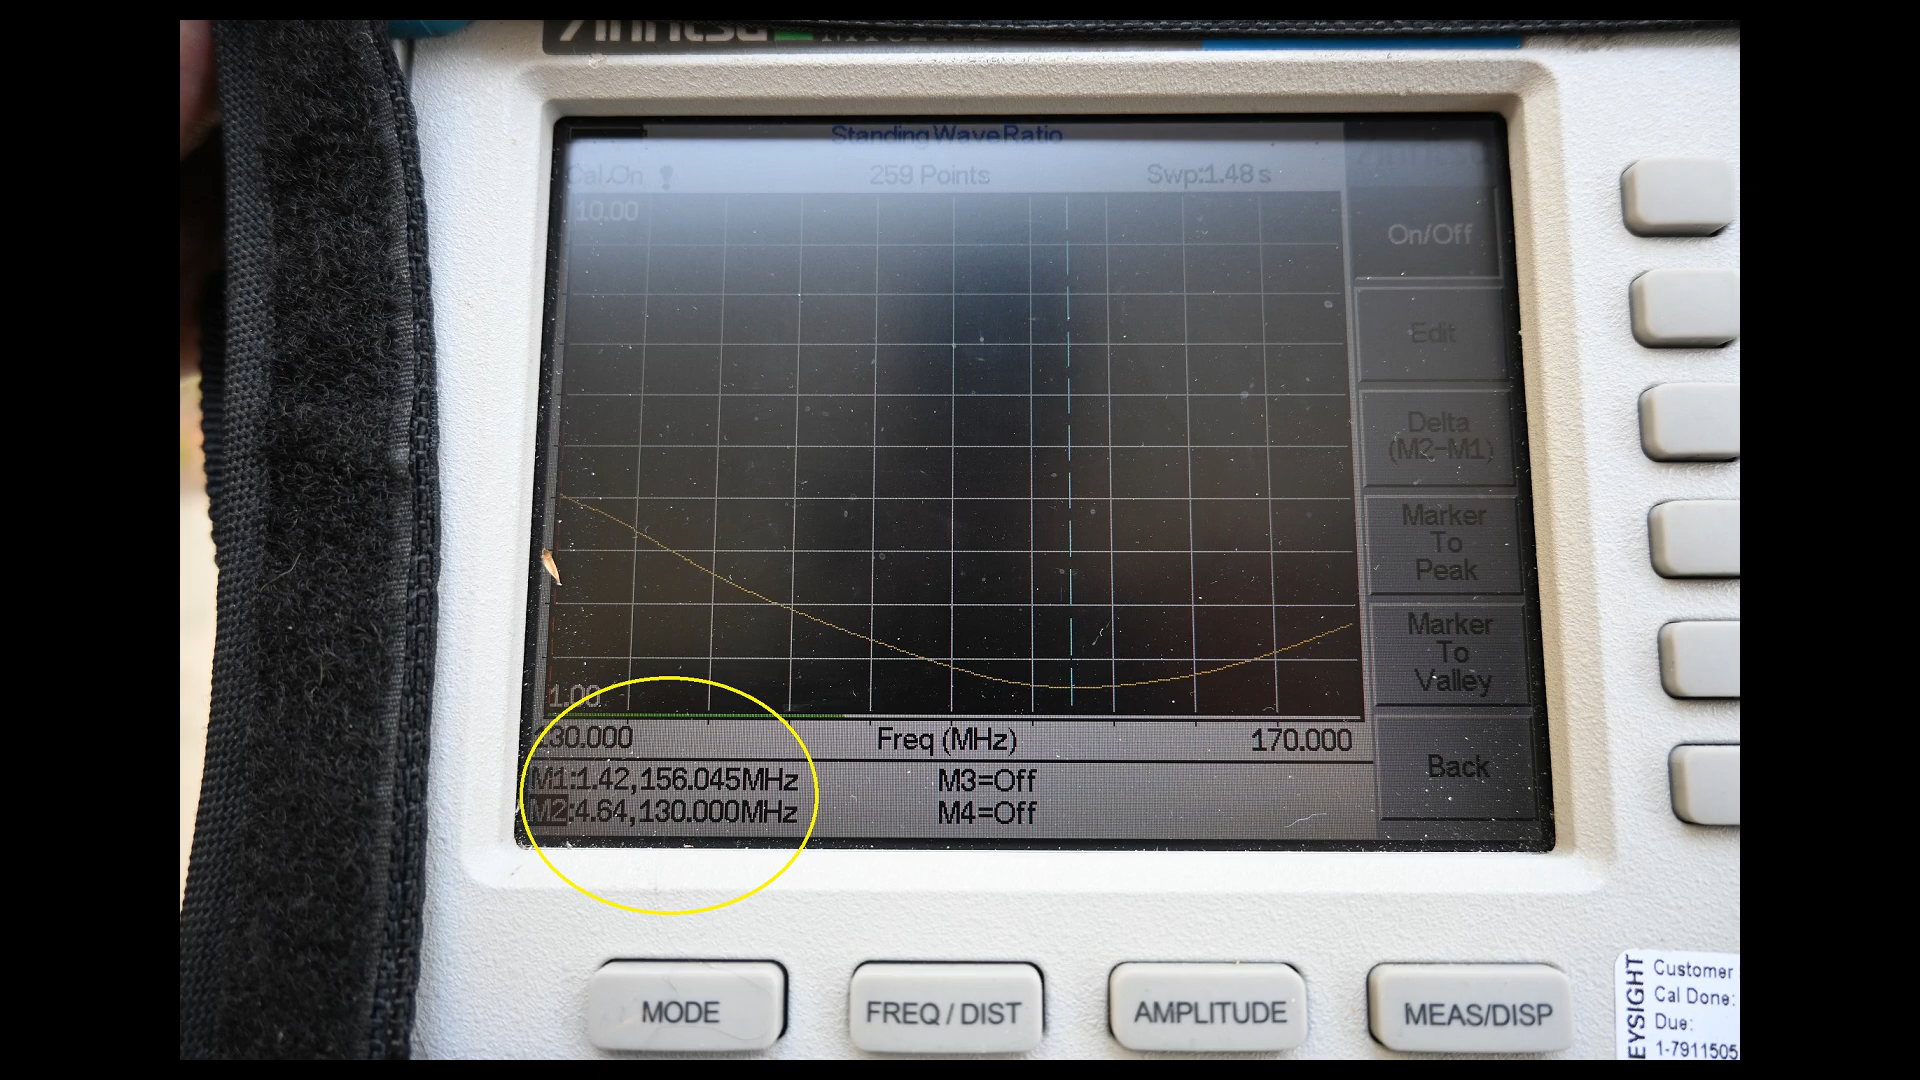 Anritsu
Standing Wave Ratio
Cal.On
259 Points
Swp:1.48 s
10.00
On/Off
Edit
Delta
(M2-M1)
Marker
To
Peak
Marker
To
Valley
1.00
130.000
Freq (MHz)
170.000
Back
M1:1.42,156.045MHz
M3=Off
M2:4.64,130.000MHz
M4=Off
MODE
FREQ / DIST
AMPLITUDE
MEAS/DISP
EYSIGHT
Customer
Cal Done:
Due:
1-7911505